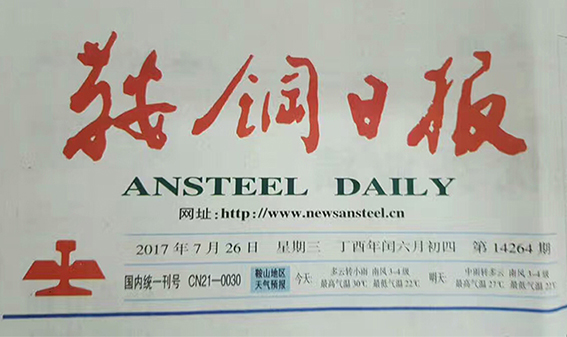 鞍钢日报
ANSTEEL DAILY
网址:http://www.newsansteel.cn
2017年7月26日 星期三 丁酉年闰六月初四 第14264期
国内统一刊号 CN21—0030 鞍山地区 天气预报 今天: 多云转小雨 南风3-4级 最高气温30℃ 最低气温22℃ 明天: 中雨转多云 南风3-4级 最高气温27℃ 最低气温22℃